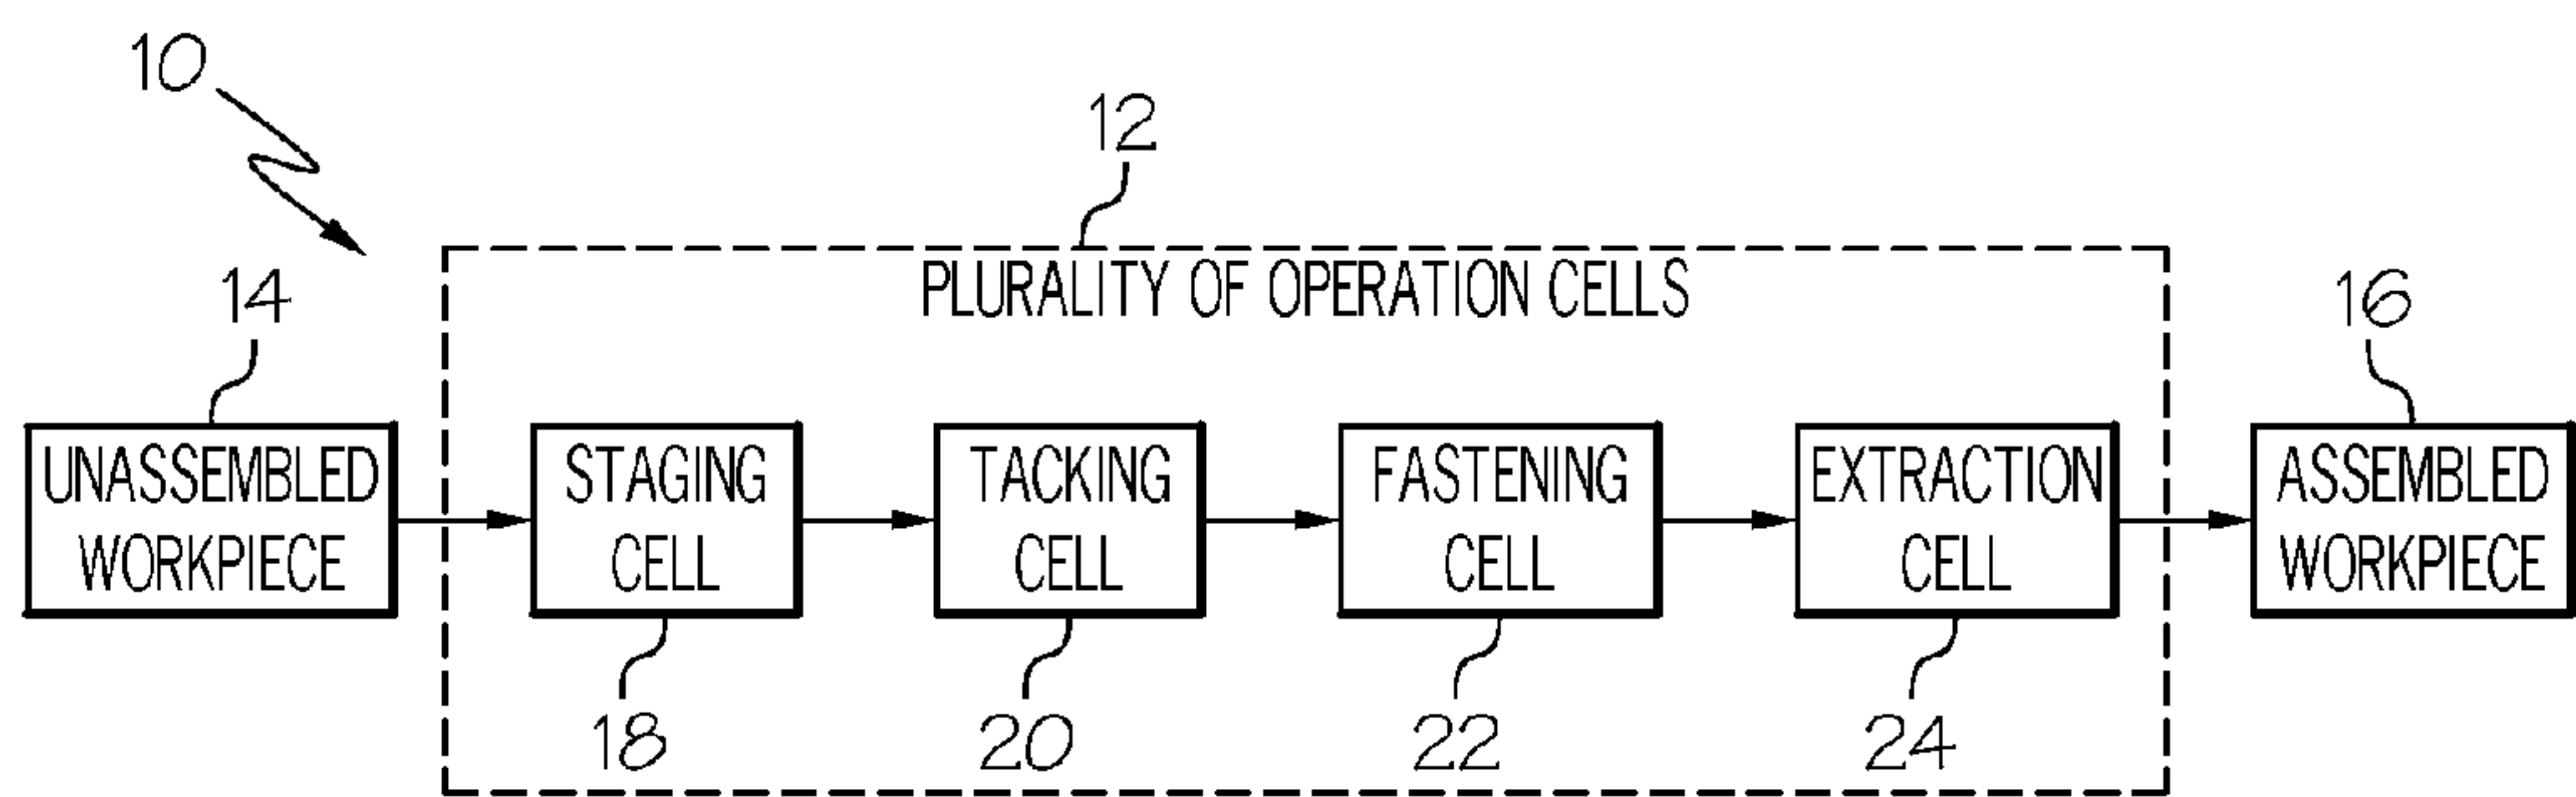 10
12
PLURALITY OF OPERATION CELLS
14
16
UNASSEMBLED
WORKPIECE
STAGING
CELL
TACKING
CELL
FASTENING
CELL
EXTRACTION
CELL
ASSEMBLED
WORKPIECE
18
20
22
24